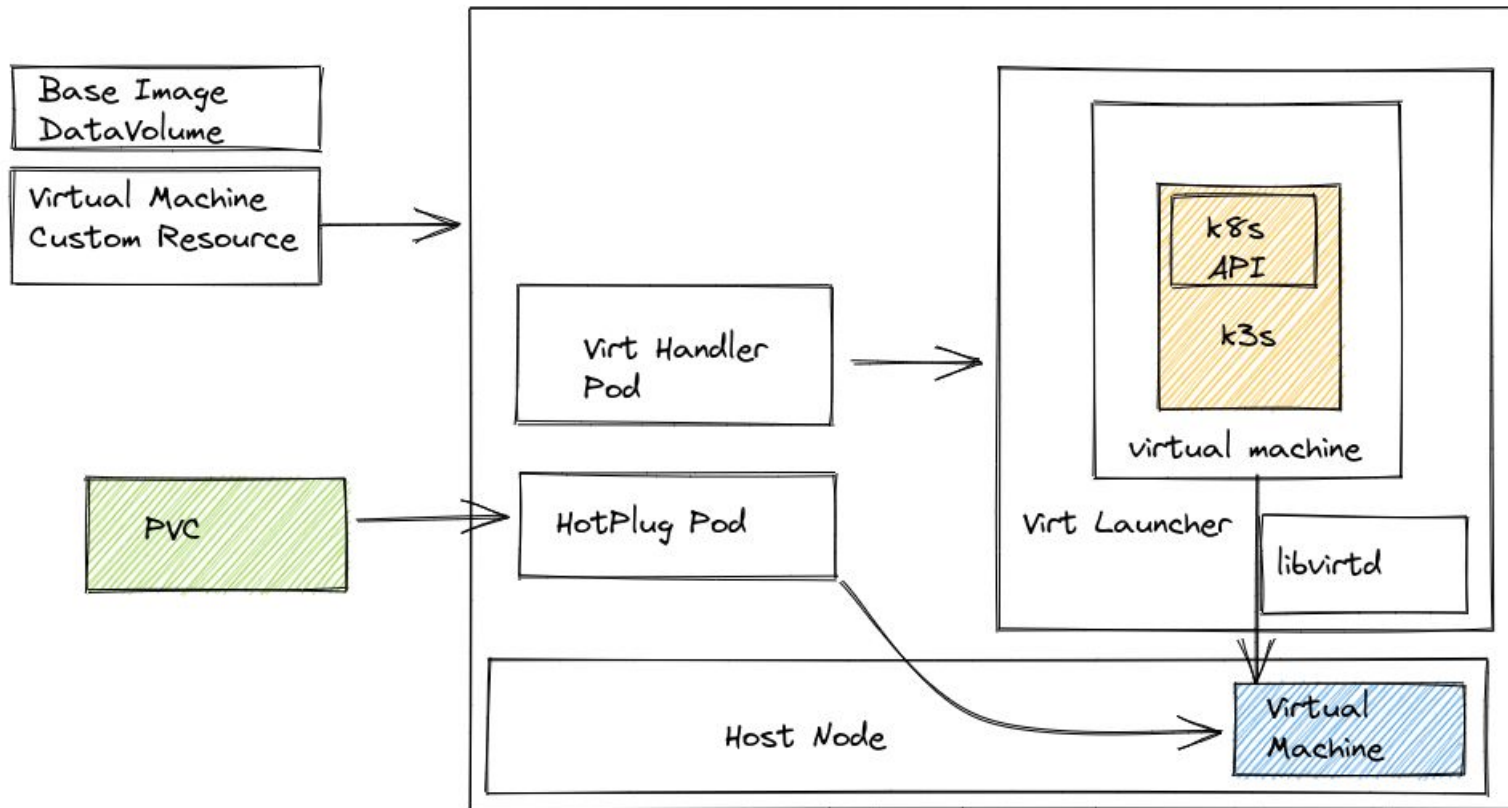 Base Image
DataVolume
Virtual Machine
Custom Resource
PVC
Virt Handler
Pod
HotPlug Pod
k8s
API
k3s
virtual machine
Virt Launcher
libvirtd
Host Node
Virtual
Machine